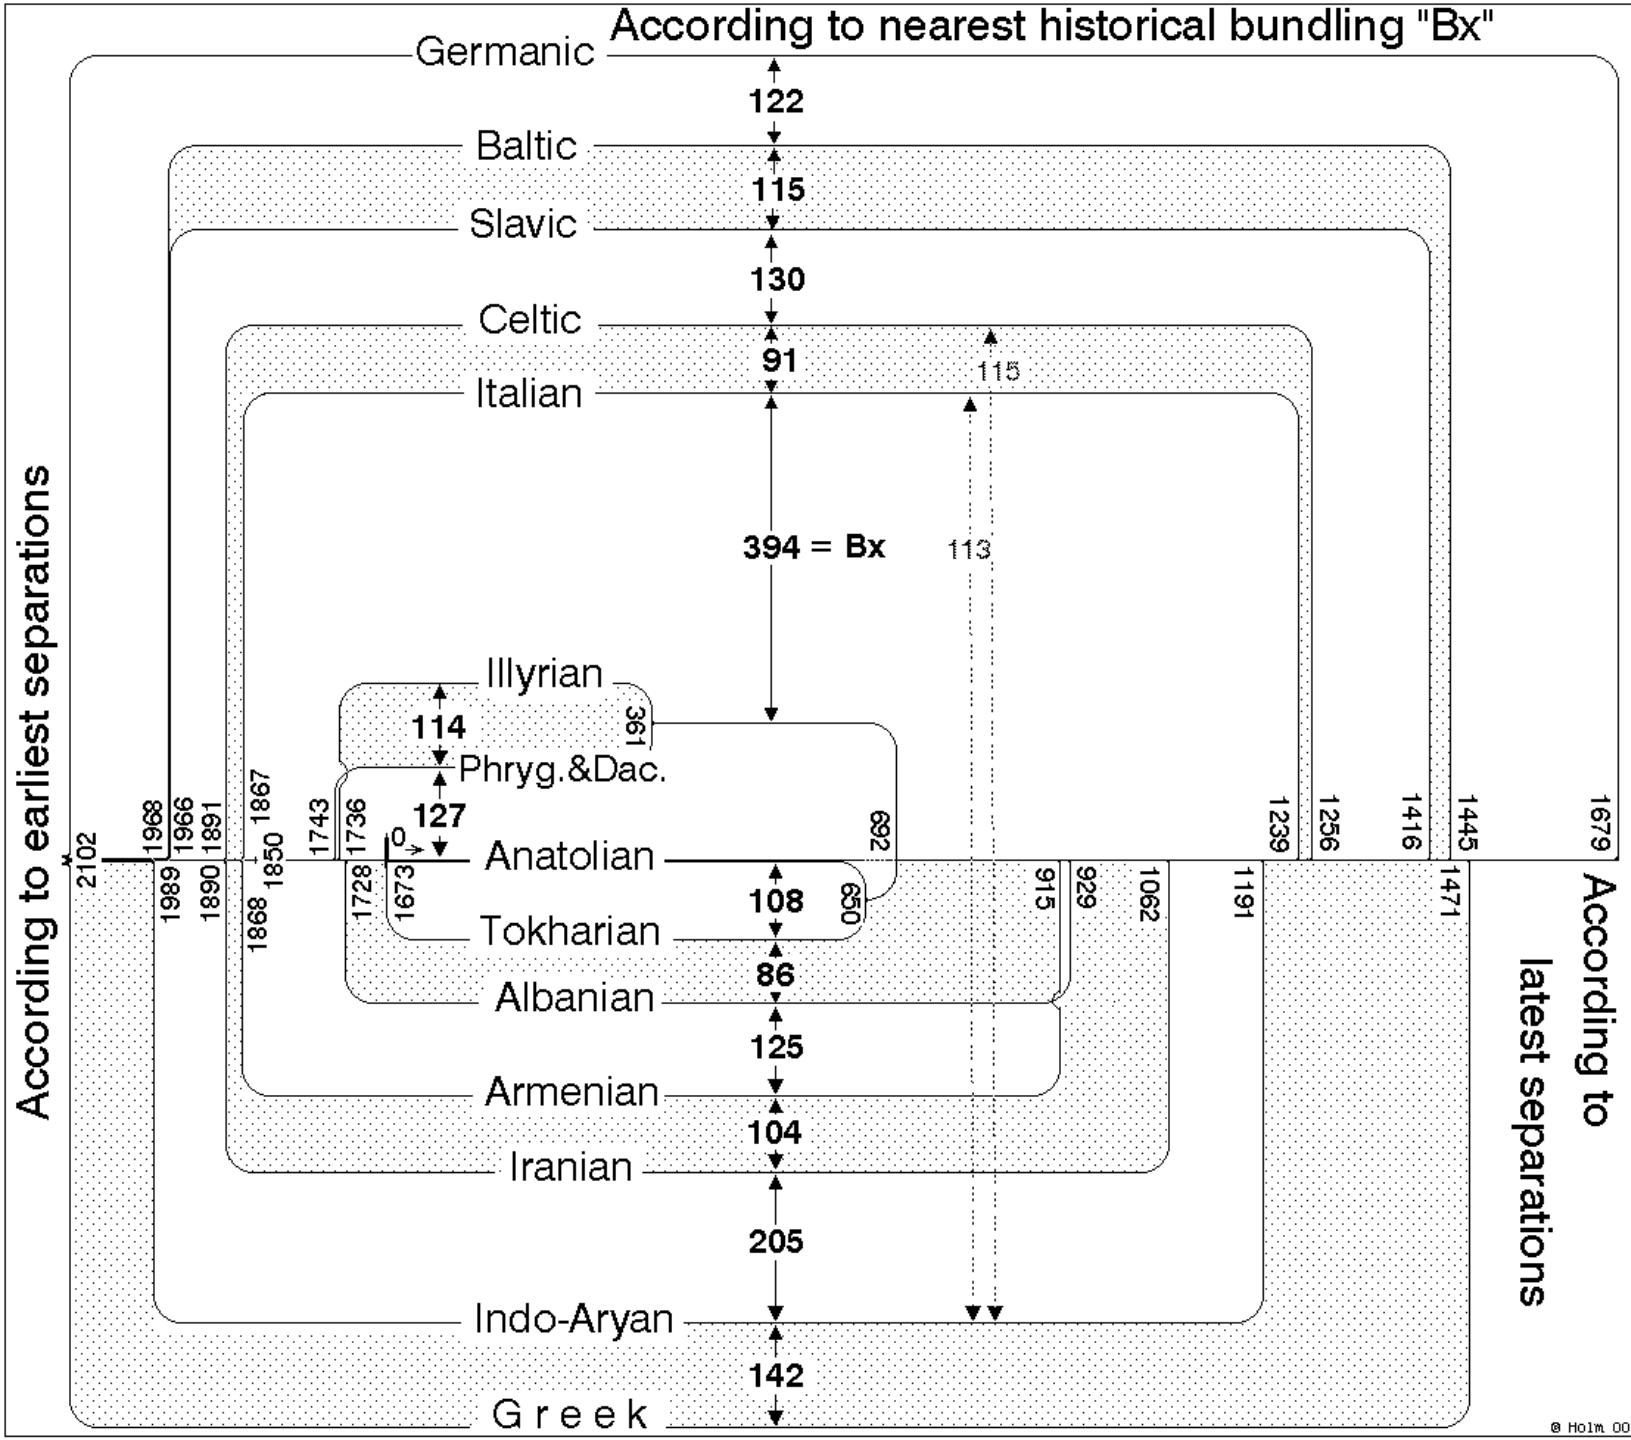 According to nearest historical bundling "Bx"
Germanic
122
Baltic
115
Slavic
130
Celtic
91
115
Italian
394 = Bx
113
According to earliest separations
Illyrian
114
361
Phryg.&Dac.
127
692
0
2102
1968
1966
1891
1867
1743
1736
1239
1256
1416
1445
1679
Anatolian
1989
1890
1868
1850
1728
1673
108
650
915
929
1062
1191
1471
Tokharian
86
Albanian
125
Armenian
104
Iranian
205
Indo-Aryan
142
Greek
According to
latest separations
@ Holm 00